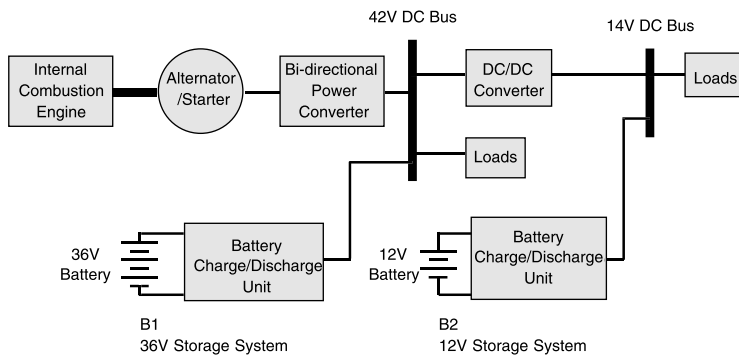 42V DC Bus
14V DC Bus
Internal
Combustion
Engine
Alternator
/Starter
Bi-directional
Power
Converter
DC/DC
Converter
Loads
Loads
36V
Battery
Battery
Charge/Discharge
Unit
12V
Battery
Battery
Charge/Discharge
Unit
B1
36V Storage System
B2
12V Storage System